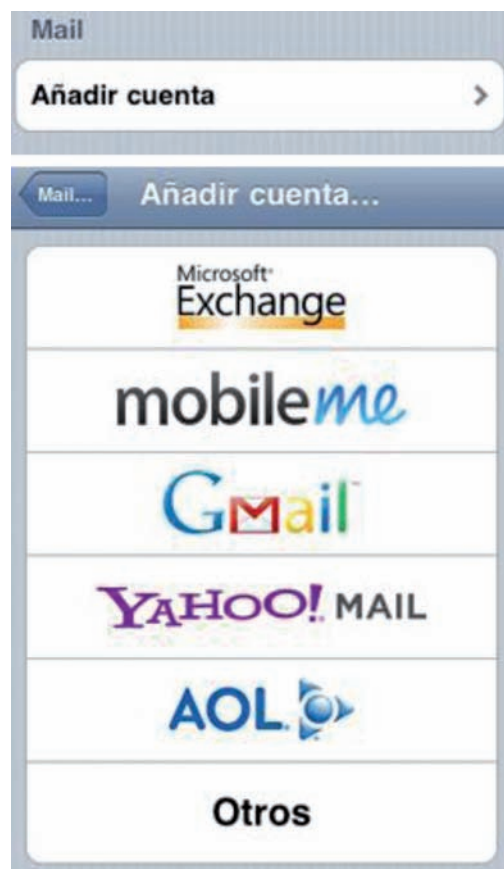 Mail
Añadir cuenta
Mail...
Añadir cuenta...
Microsoft
Exchange
mobileme
Gmail
YAHOO! MAIL
AOL
Otros